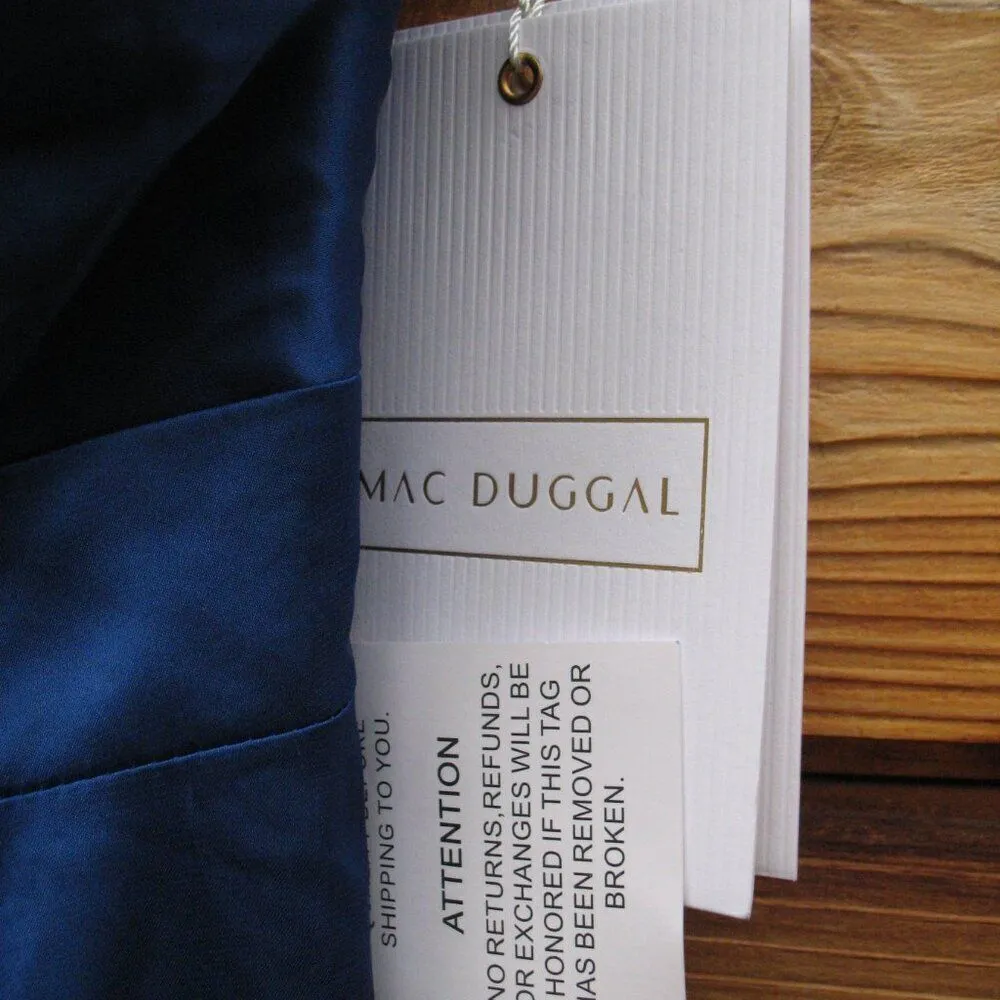 MAC DUGGAL
SHIPPING TO YOU.
ATTENTION
NO RETURNS,REFUNDS,
OR EXCHANGES WILL BE
HONORED IF THIS TAG
HAS BEEN REMOVED OR
BROKEN.